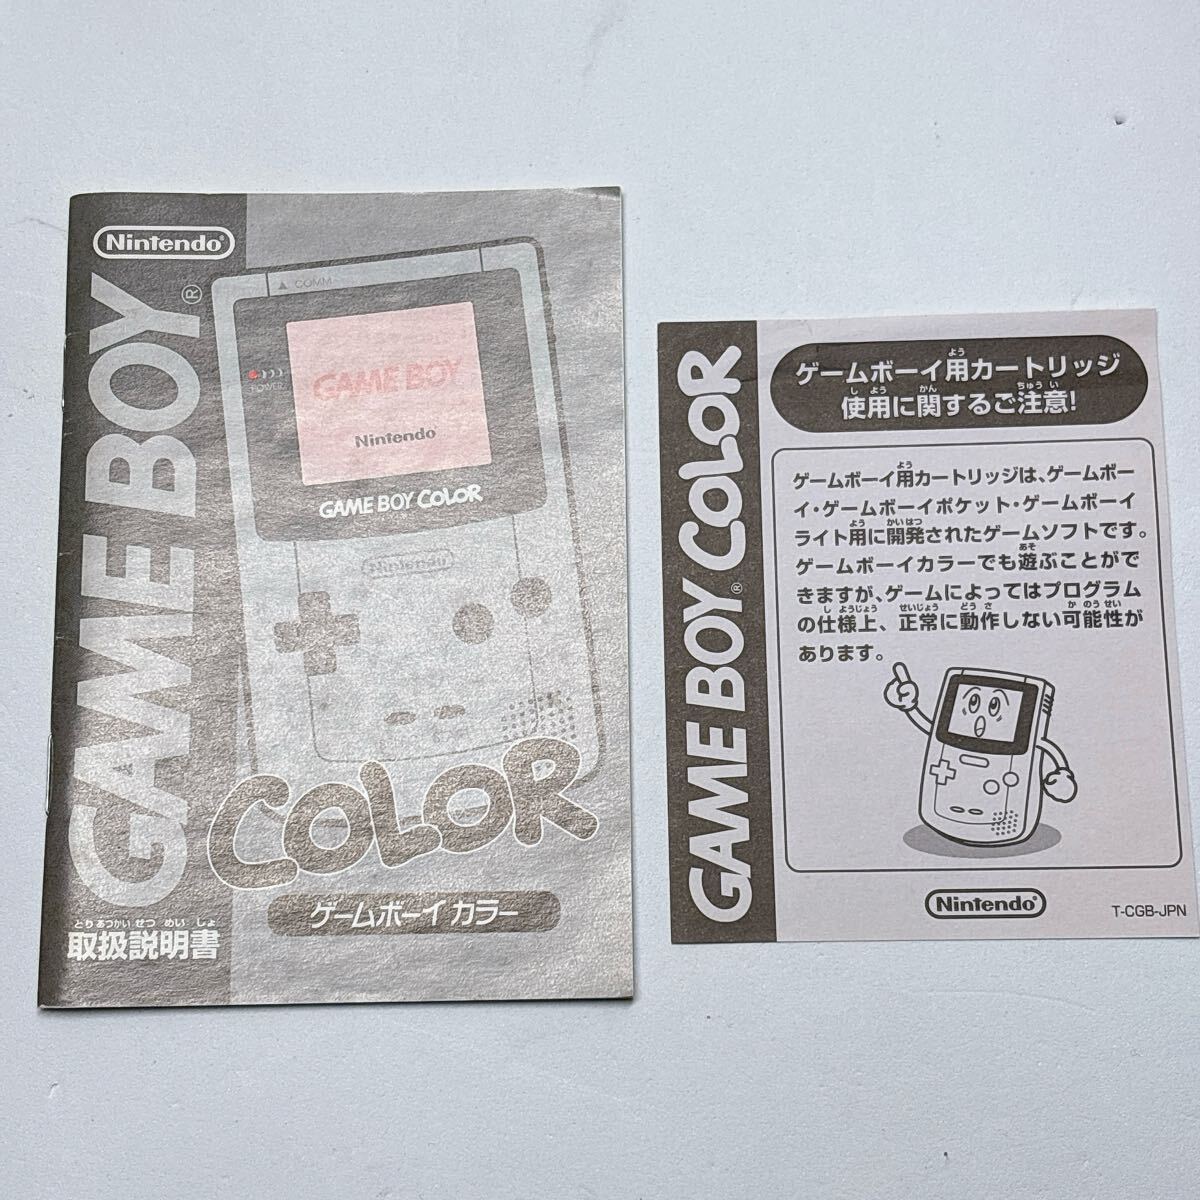 Nintendo®
GAME BOY®
▲ COMM
POWER
GAME BOY
Nintendo
GAME BOY COLOR
Nintendo
COLOR
ゲームボーイ カラー
とりあつかい せつ めい しょ
取扱説明書
GAME BOY® COLOR
よう
ゲームボーイ用カートリッジ
し よう かん ちゅう い
使用に関するご注意!
よう
ゲームボーイ用カートリッジは、ゲームボー
イ・ゲームボーイポケット・ゲームボーイ
よう かいはつ
ライト用に開発されたゲームソフトです。
あそ
ゲームボーイカラーでも遊ぶことがで
きますが、ゲームによってはプログラム
し ようじょう せいじょう どう さ か のう せい
の仕様上、正常に動作しない可能性が
あります。
Nintendo®
T-CGB-JPN